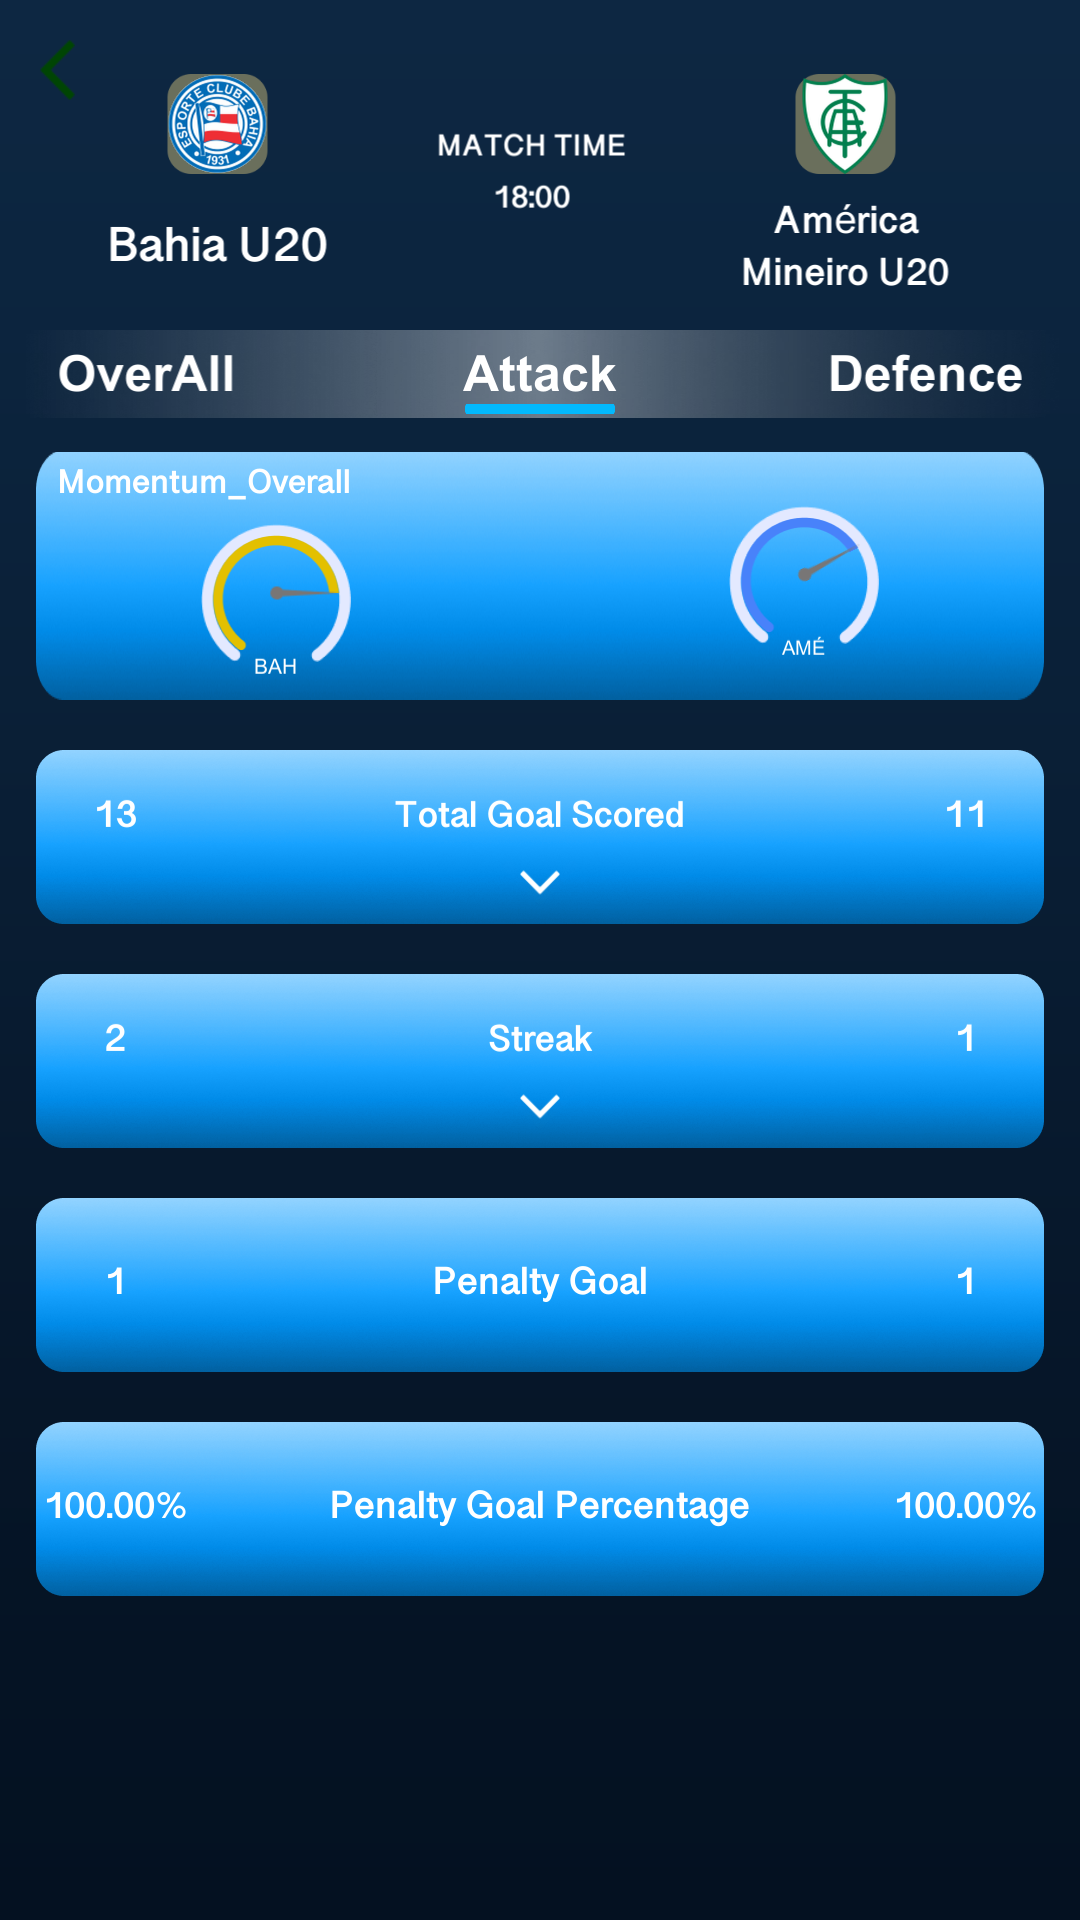 ESPORTE CLUBE BAHIA
1931
MATCH TIME
18:00
Bahia U20
América
Mineiro U20
OverAll
Attack
Defence
Momentum_Overall
BAH
AMÉ
13
Total Goal Scored
11
2
Streak
1
1
Penalty Goal
1
100.00%
Penalty Goal Percentage
100.00%